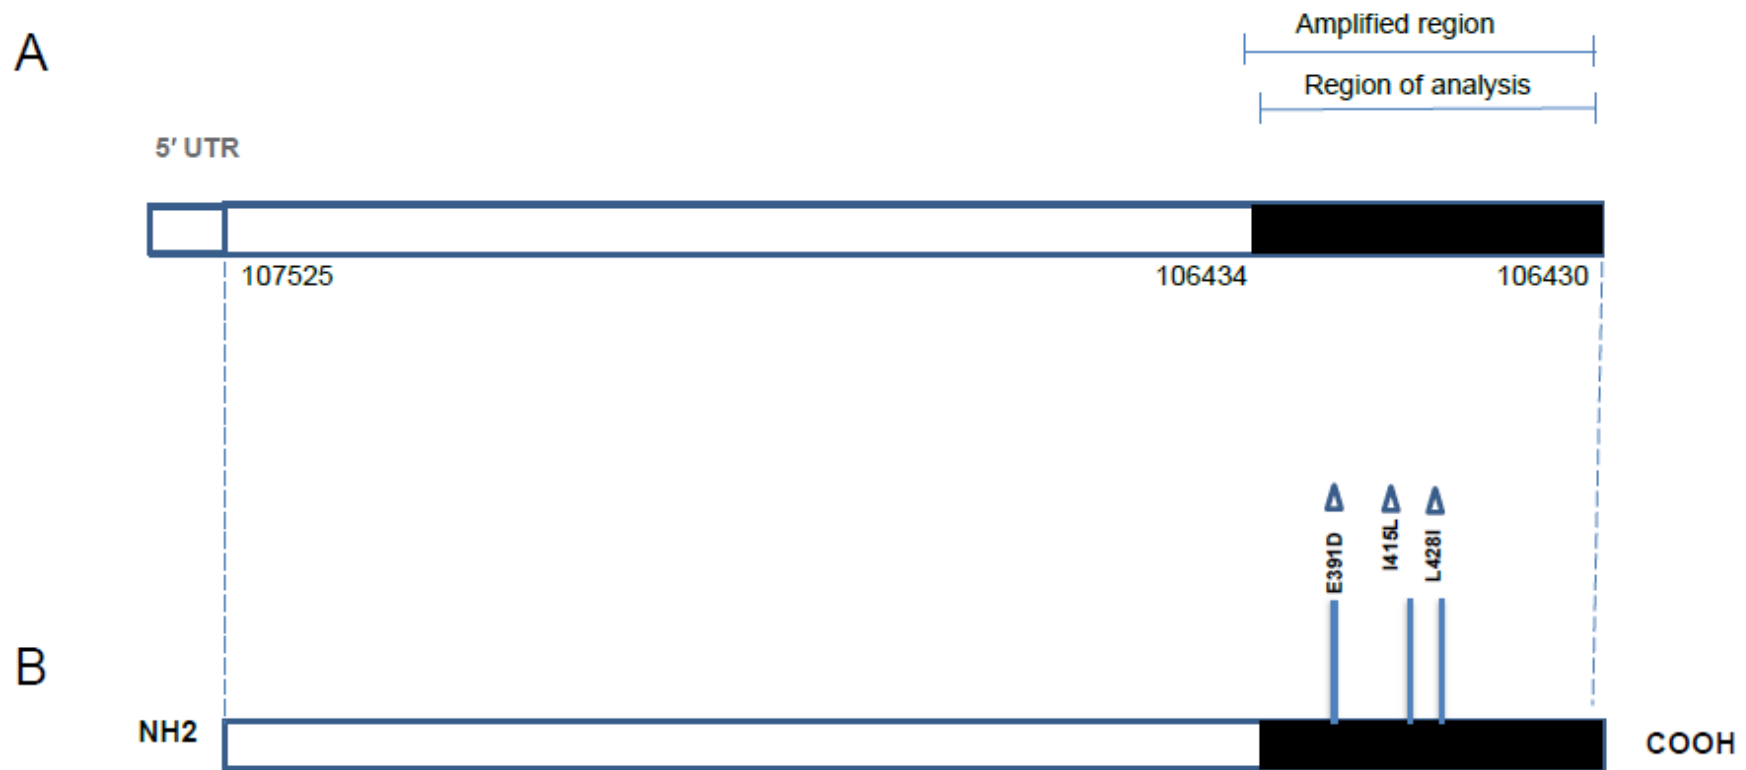 A
Amplified region
Region of analysis
5' UTR
107525
106434
106430
E391D
I415L
L428I
B
NH2
COOH